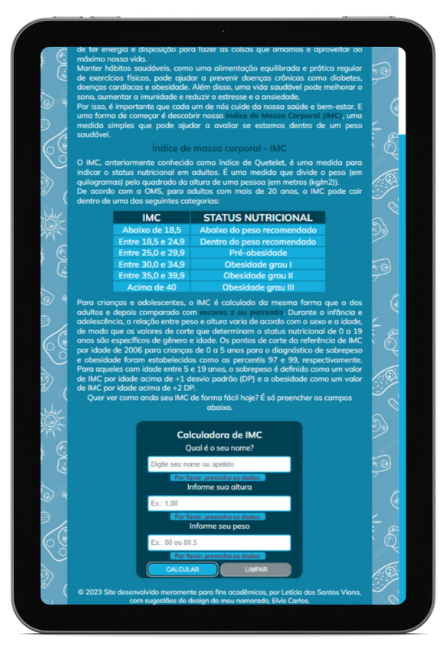 de ter energia e disposição para fazer as coisas que amamos e aproveitar ao
máximo nossa vida.
Manter hábitos saudáveis, como uma alimentação equilibrada e prática regular
de exercícios físicos, pode ajudar a prevenir doenças crônicas como diabetes,
doenças cardíacas e obesidade. Além disso, uma vida saudável pode melhorar o
sono, aumentar a imunidade e reduzir o estresse e a ansiedade.
Por isso, é importante que cada um de nós cuide da nossa saúde e bem-estar. E
uma forma de começar é descobrir nosso Índice de Massa Corporal (IMC), uma
medida simples que pode ajudar a avaliar se estamos dentro de um peso
saudável.
Índice de massa corporal - IMC
O IMC, anteriormente conhecido como índice de Quetelet, é uma medida para
indicar o status nutricional em adultos. É uma medida que divide o peso (em
quilogramas) pelo quadrado da altura de uma pessoa (em metros (kg/m2)).
De acordo com a OMS, para adultos com mais de 20 anos, o IMC pode cair
dentro de uma das seguintes categorias:
IMC STATUS NUTRICIONAL
Abaixo de 18,5 Abaixo do peso recomendado
Entre 18,5 e 24,9 Dentro do peso recomendado
Entre 25,0 e 29,9 Pré-obesidade
Entre 30,0 e 34,9 Obesidade grau I
Entre 35,0 e 39,9 Obesidade grau II
Acima de 40 Obesidade grau III
Para crianças e adolescentes, o IMC é calculado da mesma forma que o dos
adultos e depois comparado com escores z ou percentis. Durante a infância e
adolescência, a relação entre peso e altura varia de acordo com o sexo e a idade,
de modo que os valores de corte que determinam o status nutricional de 0 a 19
anos são específicos de gênero e idade. Os pontos de corte da referência de IMC
por idade de 2006 para crianças de 0 a 5 anos para o diagnóstico de sobrepeso
e obesidade foram estabelecidos como os percentis 97 e 99, respectivamente.
Para aqueles com idade entre 5 e 19 anos, o sobrepeso é definido como um valor
de IMC por idade acima de +1 desvio padrão (DP) e a obesidade como um valor
de IMC por idade acima de +2 DP.
Quer ver como anda seu IMC de forma fácil hoje? É só preencher os campos
abaixo.
Calculadora de IMC
Qual é o seu nome?
Digite seu nome ou apelido
Por favor, preencha os dados.
Informe sua altura
Ex.: 1,80
Por favor, preencha os dados.
Informe seu peso
Ex.: 80 ou 80,5
Por favor, preencha os dados.
CALCULAR LIMPAR
© 2023 Site desenvolvido meramente para fins acadêmicos, por Letícia dos Santos Viana,
com sugestões de design do meu namorado, Elvis Carlos.